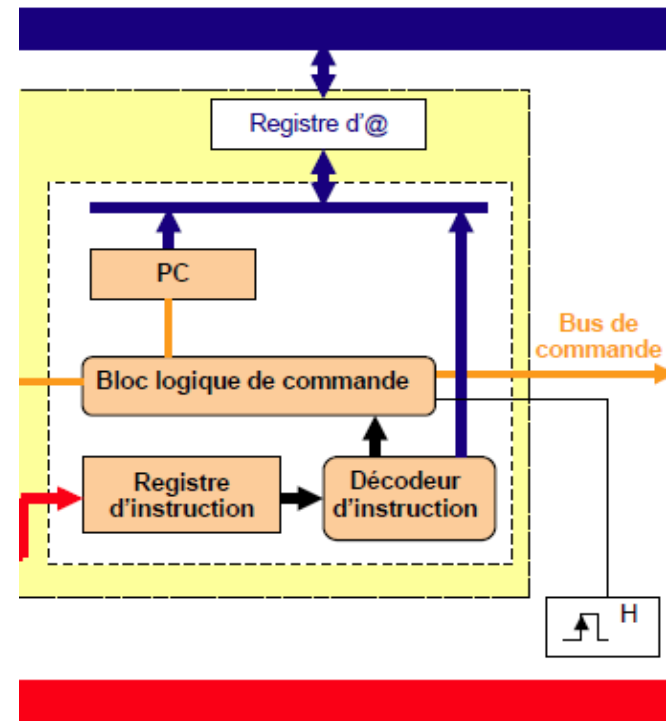 Registre d'@
PC
Bus de
commande
Bloc logique de commande
Registre
d'instruction
Décodeur
d'instruction
H